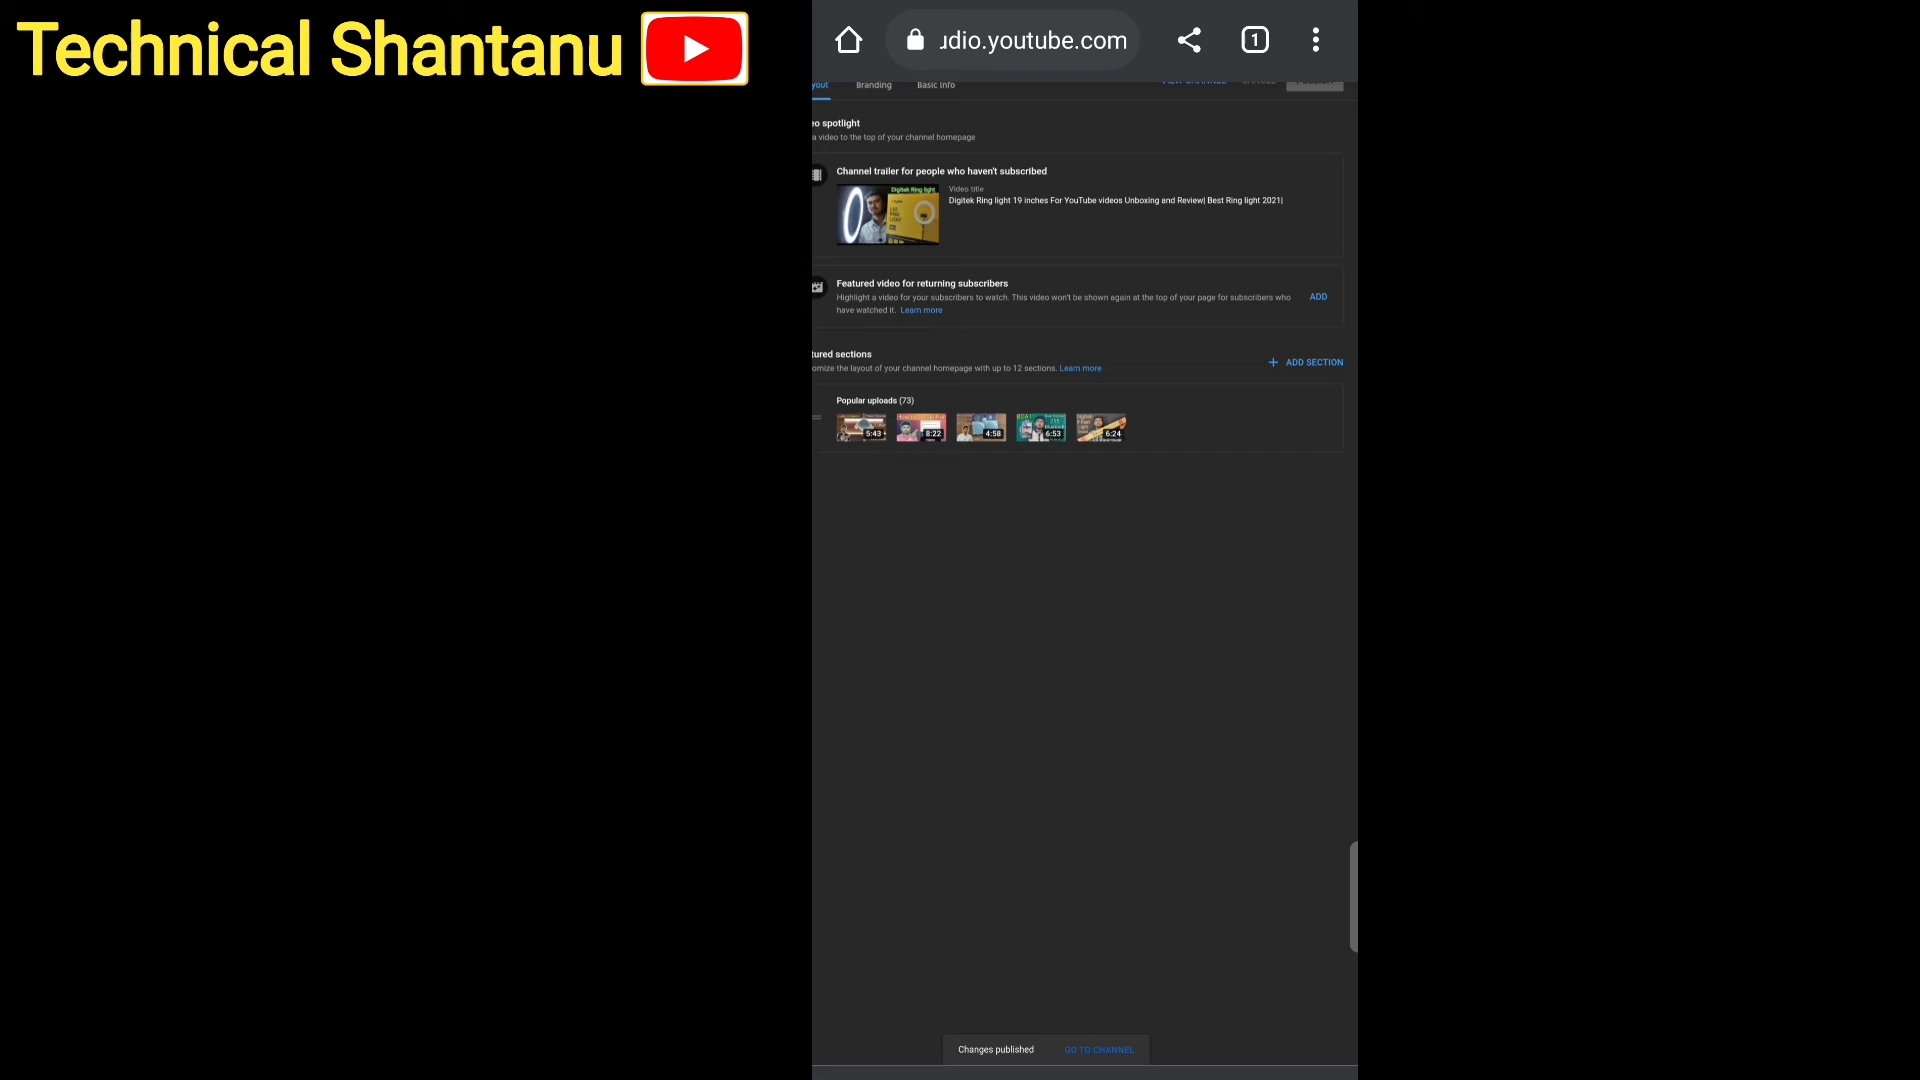 Technical Shantanu
udio.youtube.com
1
yout Branding Basic info
VIEW CHANNEL
eo spotlight
a video to the top of your channel homepage
Channel trailer for people who haven't subscribed
Digitek Ring light
Video title
Digitek Ring light 19 inches For YouTube videos Unboxing and Review| Best Ring light 2021|
Featured video for returning subscribers
Highlight a video for your subscribers to watch. This video won't be shown again at the top of your page for subscribers who
have watched it. Learn more
ADD
tured sections
omize the layout of your channel homepage with up to 12 sections. Learn more
+ ADD SECTION
Popular uploads (73)
5:43 8:22 4:58 6:53 6:24
Changes published GO TO CHANNEL